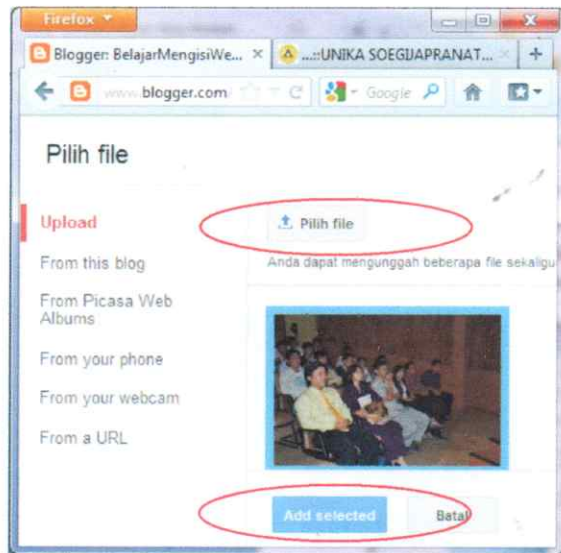 Firefox
Blogger: BelajarMengisiWe... ×
...::UNIKA SOEGIJAPRANAT... × +
www.blogger.com
Google
Pilih file
Upload
Pilih file
Anda dapat mengunggah beberapa file sekaligu
From this blog
From Picasa Web
Albums
From your phone
From your webcam
From a URL
Add selected
Batal